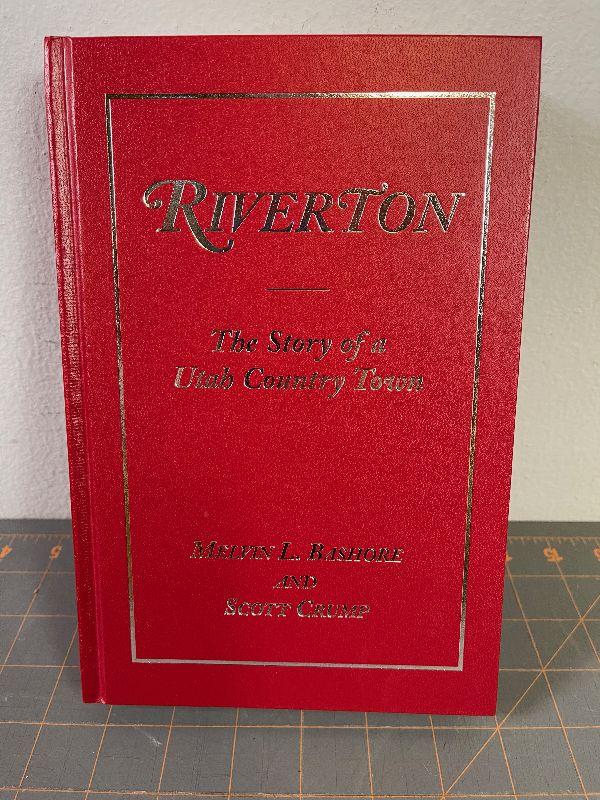 RIVERTON
The Story of a
Utah Country Town
MELVIN L. BASHORE
AND
SCOTT CRUMP